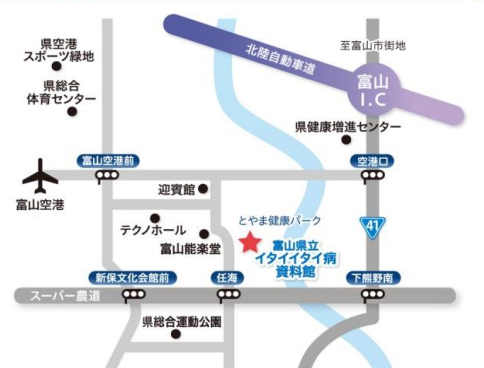 県空港
スポーツ緑地
北陸自動車道
至富山市街地
富山
I.C
県総合
体育センター
県健康増進センター
富山空港前
空港口
富山空港
迎賓館
テクノホール
富山能楽堂
とやま健康パーク
41
富山県立
イタイイタイ病
資料館
新保文化会館前
任海
下熊野南
スーパー農道
県総合運動公園